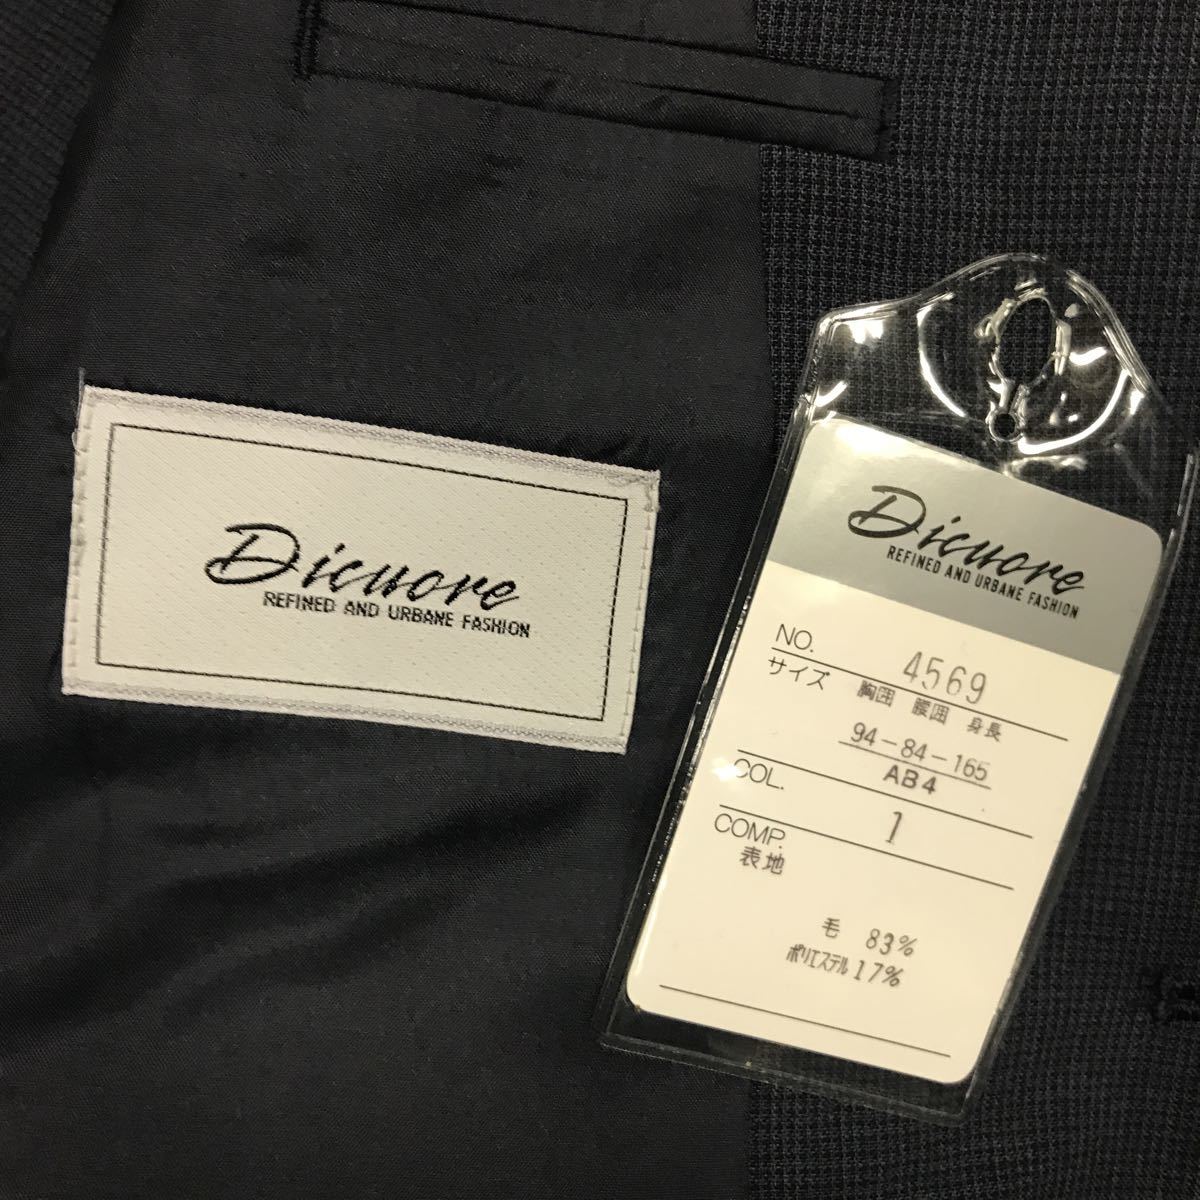 Dicuore
REFINED AND URBANE FASHION
Dicuore
REFINED AND URBANE FASHION
NO. 4569
サイズ 胸囲 腰囲 身長
94-84-165
AB4
COL. 1
COMP.
表地
毛 83%
ポリエステル 17%